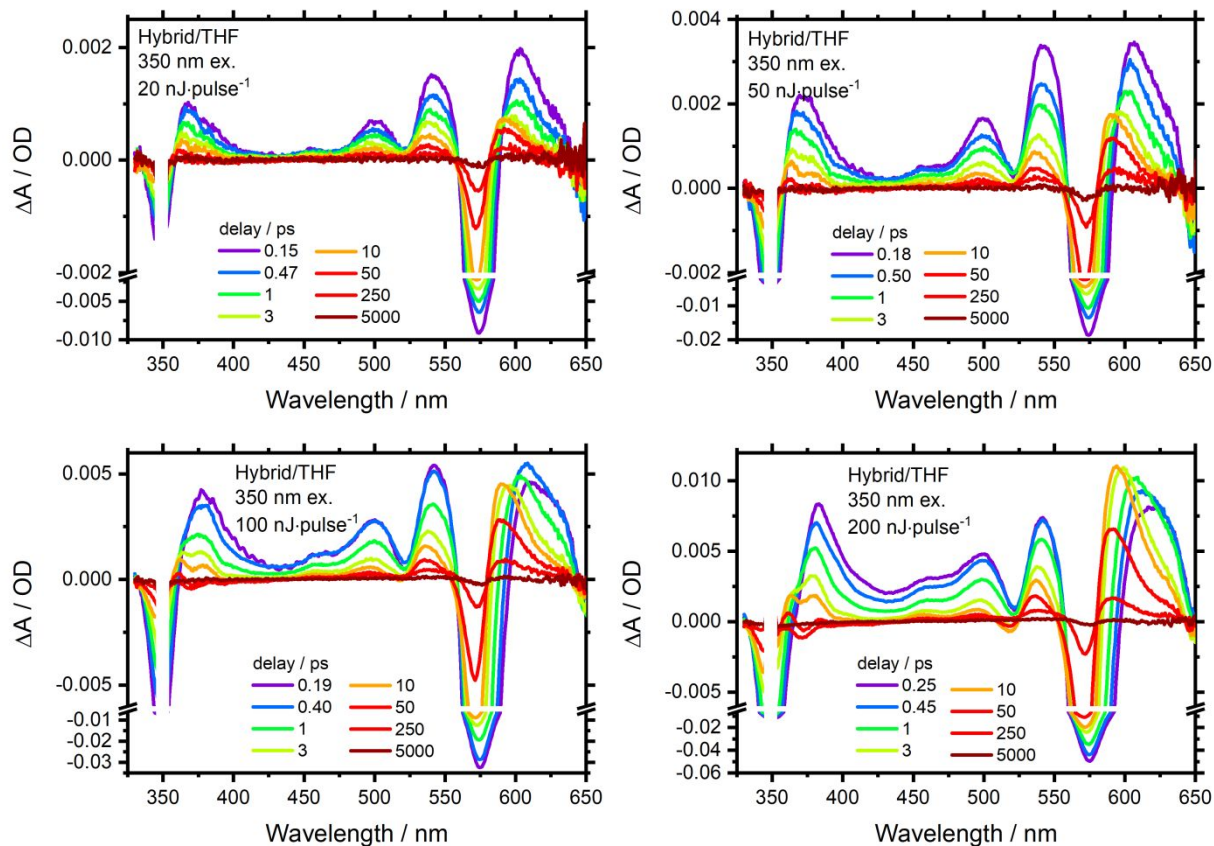 Hybrid/THF
350 nm ex.
20 nJ·pulse⁻¹
0.002
0.000
-0.002
-0.005
-0.010
ΔA / OD
delay / ps
0.15
0.47
1
3
10
50
250
5000
350 400 450 500 550 600 650
Wavelength / nm
Hybrid/THF
350 nm ex.
50 nJ·pulse⁻¹
0.004
0.002
0.000
-0.002
-0.01
-0.02
ΔA / OD
delay / ps
0.18
0.50
1
3
10
50
250
5000
350 400 450 500 550 600 650
Wavelength / nm
Hybrid/THF
350 nm ex.
100 nJ·pulse⁻¹
0.005
0.000
-0.005
-0.01
-0.02
-0.03
ΔA / OD
delay / ps
0.19
0.40
1
3
10
50
250
5000
350 400 450 500 550 600 650
Wavelength / nm
Hybrid/THF
350 nm ex.
200 nJ·pulse⁻¹
0.010
0.005
0.000
-0.005
-0.02
-0.04
-0.06
ΔA / OD
delay / ps
0.25
0.45
1
3
10
50
250
5000
350 400 450 500 550 600 650
Wavelength / nm